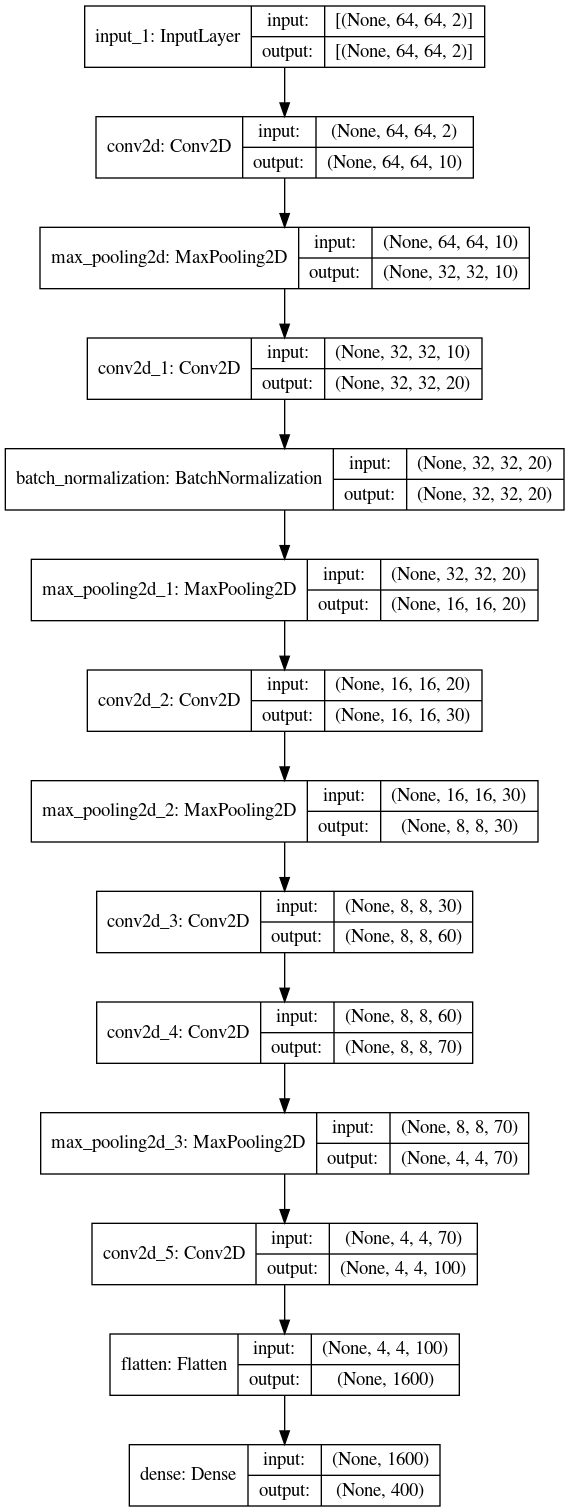 input_1: InputLayer
input: [(None, 64, 64, 2)]
output: [(None, 64, 64, 2)]
conv2d: Conv2D
input: (None, 64, 64, 2)
output: (None, 64, 64, 10)
max_pooling2d: MaxPooling2D
input: (None, 64, 64, 10)
output: (None, 32, 32, 10)
conv2d_1: Conv2D
input: (None, 32, 32, 10)
output: (None, 32, 32, 20)
batch_normalization: BatchNormalization
input: (None, 32, 32, 20)
output: (None, 32, 32, 20)
max_pooling2d_1: MaxPooling2D
input: (None, 32, 32, 20)
output: (None, 16, 16, 20)
conv2d_2: Conv2D
input: (None, 16, 16, 20)
output: (None, 16, 16, 30)
max_pooling2d_2: MaxPooling2D
input: (None, 16, 16, 30)
output: (None, 8, 8, 30)
conv2d_3: Conv2D
input: (None, 8, 8, 30)
output: (None, 8, 8, 60)
conv2d_4: Conv2D
input: (None, 8, 8, 60)
output: (None, 8, 8, 70)
max_pooling2d_3: MaxPooling2D
input: (None, 8, 8, 70)
output: (None, 4, 4, 70)
conv2d_5: Conv2D
input: (None, 4, 4, 70)
output: (None, 4, 4, 100)
flatten: Flatten
input: (None, 4, 4, 100)
output: (None, 1600)
dense: Dense
input: (None, 1600)
output: (None, 400)